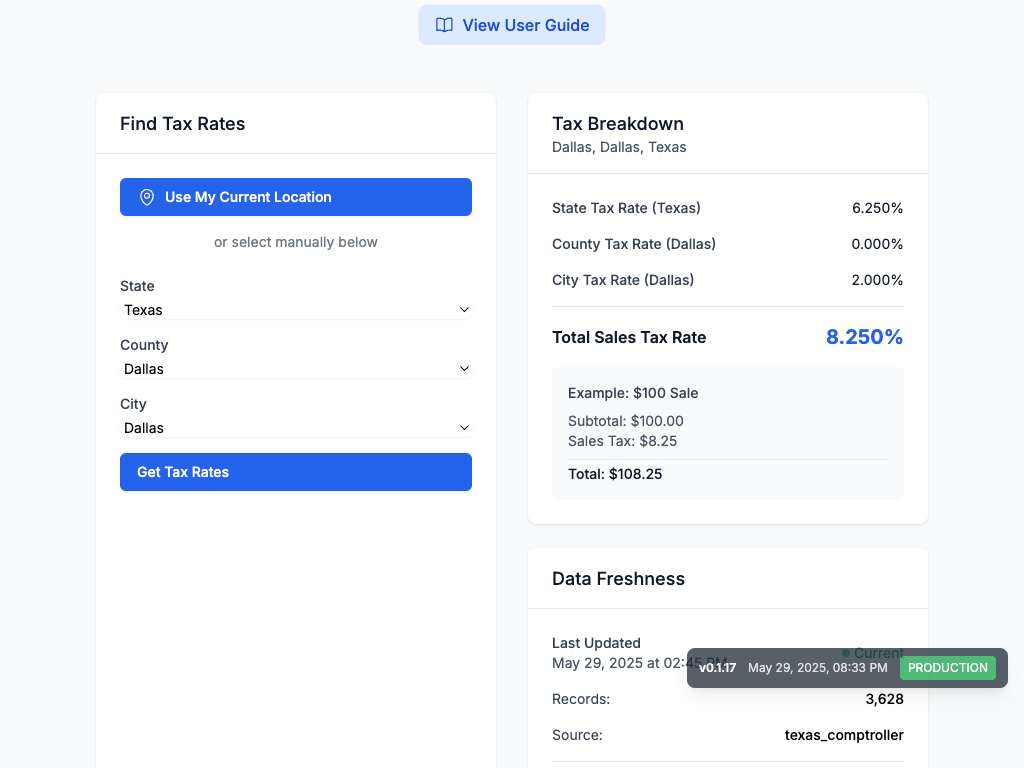 View User Guide
Find Tax Rates
Use My Current Location
or select manually below
State
Texas
County
Dallas
City
Dallas
Get Tax Rates
Tax Breakdown
Dallas, Dallas, Texas
State Tax Rate (Texas) 6.250%
County Tax Rate (Dallas) 0.000%
City Tax Rate (Dallas) 2.000%
Total Sales Tax Rate 8.250%
Example: $100 Sale
Subtotal: $100.00
Sales Tax: $8.25
Total: $108.25
Data Freshness
Last Updated
May 29, 2025 at 02:45 PM
Current
v0.1.17 May 29, 2025, 08:33 PM PRODUCTION
Records: 3,628
Source: texas_comptroller